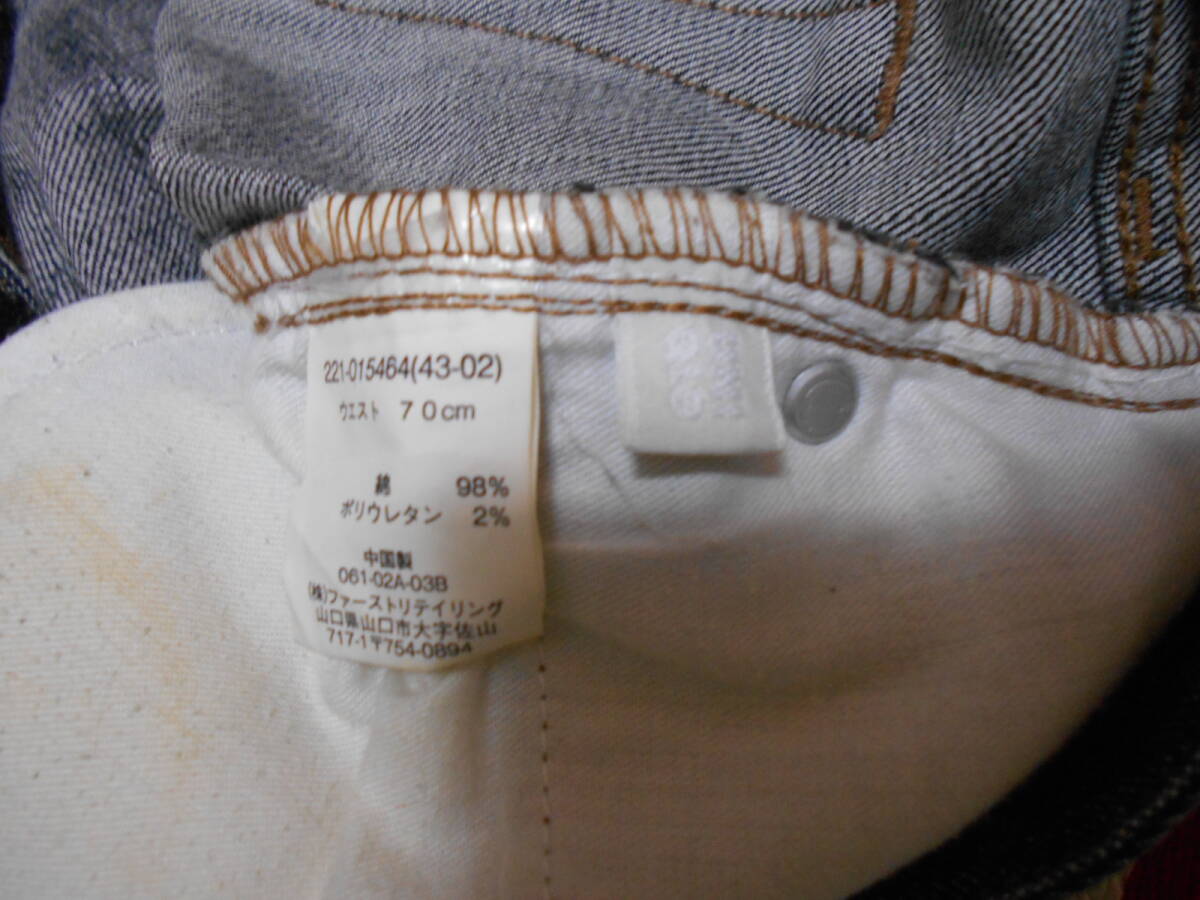 221-015464(43-02)
ウエスト 70cm
綿 98%
ポリウレタン 2%
中国製
061-02A-03B
(株)ファーストリテイリング
山口県山口市大字佐山
717-1〒754-0894